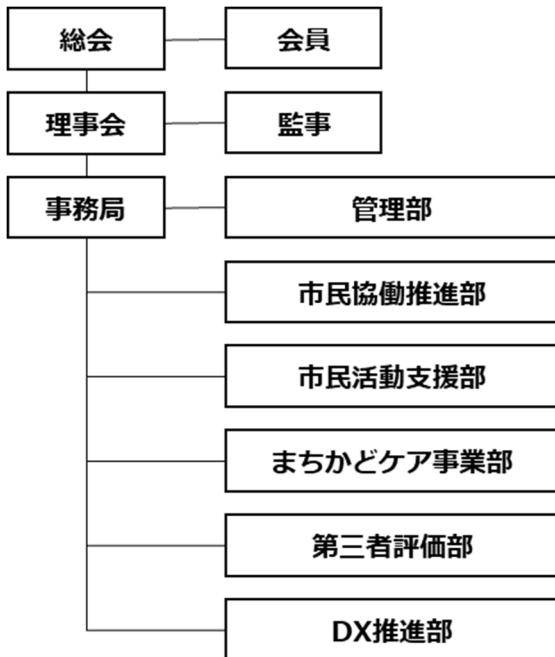 総会
会員
理事会
監事
事務局
管理部
市民協働推進部
市民活動支援部
まちかどケア事業部
第三者評価部
DX推進部